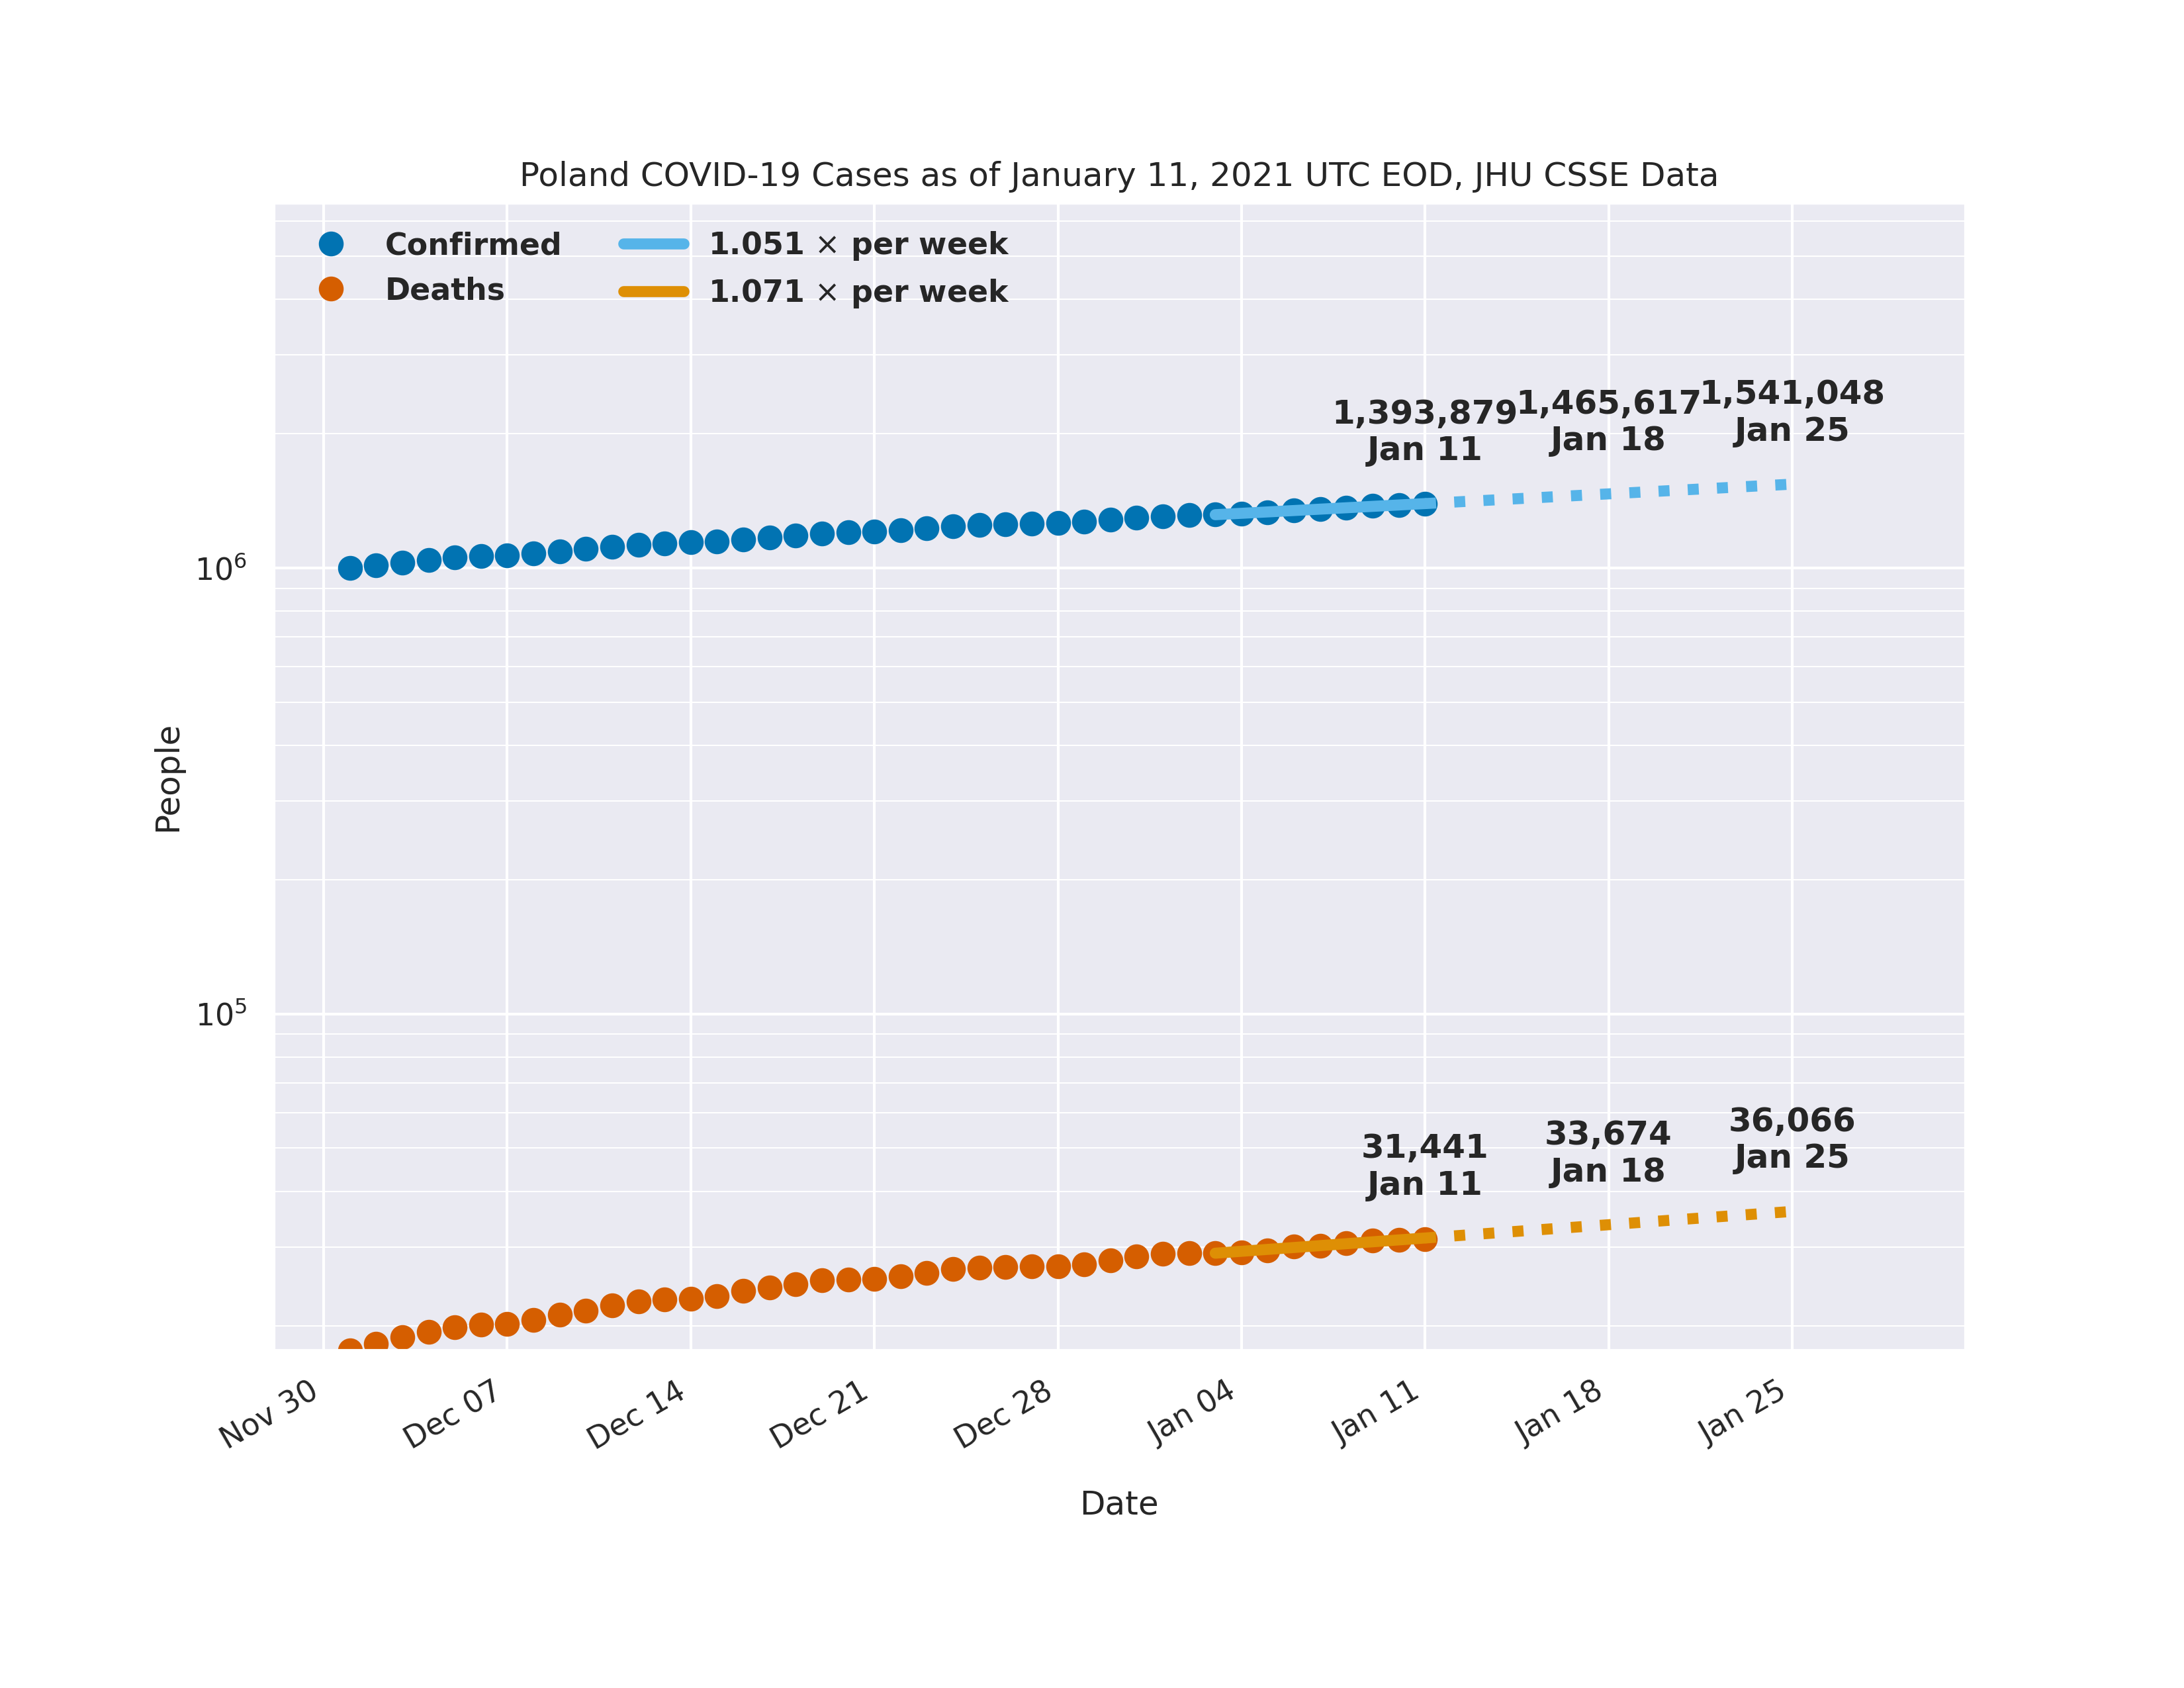 Poland COVID-19 Cases as of January 11, 2021 UTC EOD, JHU CSSE Data
Confirmed
Deaths
1.051 × per week
1.071 × per week
1,393,879
Jan 11
1,465,617
Jan 18
1,541,048
Jan 25
10⁶
People
10⁵
31,441
Jan 11
33,674
Jan 18
36,066
Jan 25
Nov 30
Dec 07
Dec 14
Dec 21
Dec 28
Jan 04
Jan 11
Jan 18
Jan 25
Date